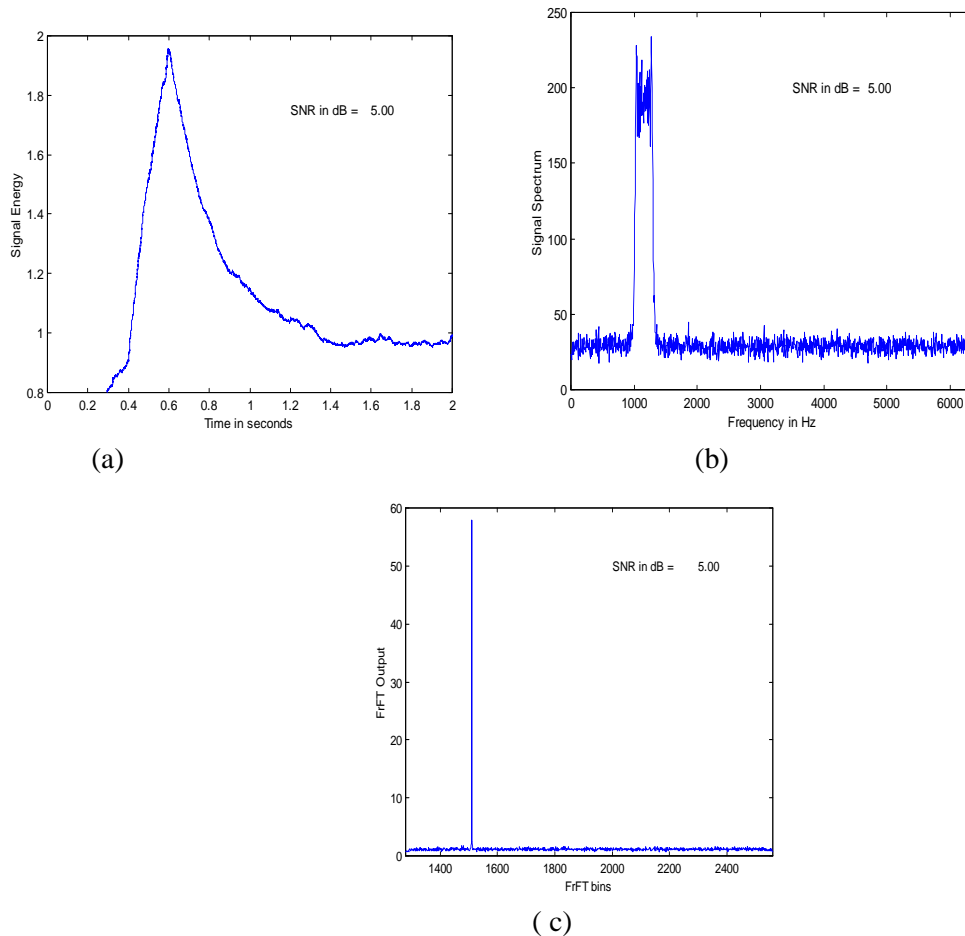 2
1.8
1.6
1.4
1.2
1
0.8
Signal Energy
SNR in dB = 5.00
0 0.2 0.4 0.6 0.8 1 1.2 1.4 1.6 1.8 2
Time in seconds
(a)
250
200
150
100
50
0
Signal Spectrum
SNR in dB = 5.00
0 1000 2000 3000 4000 5000 6000
Frequency in Hz
(b)
60
50
40
30
20
10
0
FrFT Output
SNR in dB = 5.00
1400 1600 1800 2000 2200 2400
FrFT bins
( c)